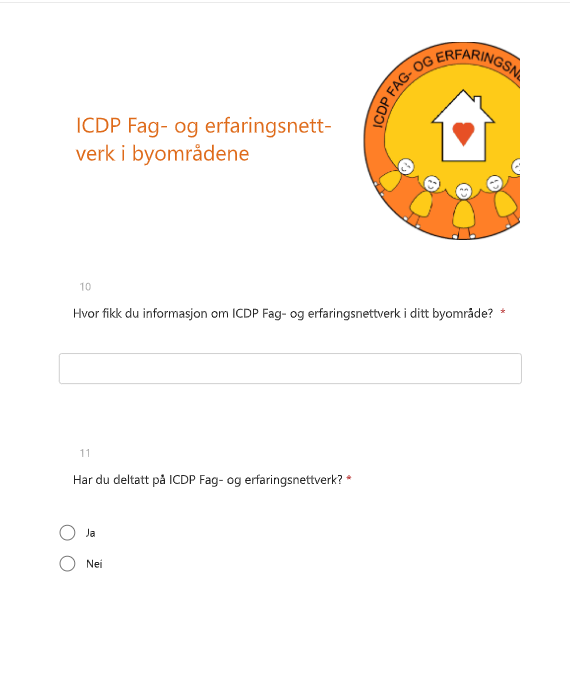 ICDP FAG- OG ERFARINGSN
ICDP Fag- og erfaringsnett-
verk i byområdene
10
Hvor fikk du informasjon om ICDP Fag- og erfaringsnettverk i ditt byområde? *
11
Har du deltatt på ICDP Fag- og erfaringsnettverk? *
Ja
Nei